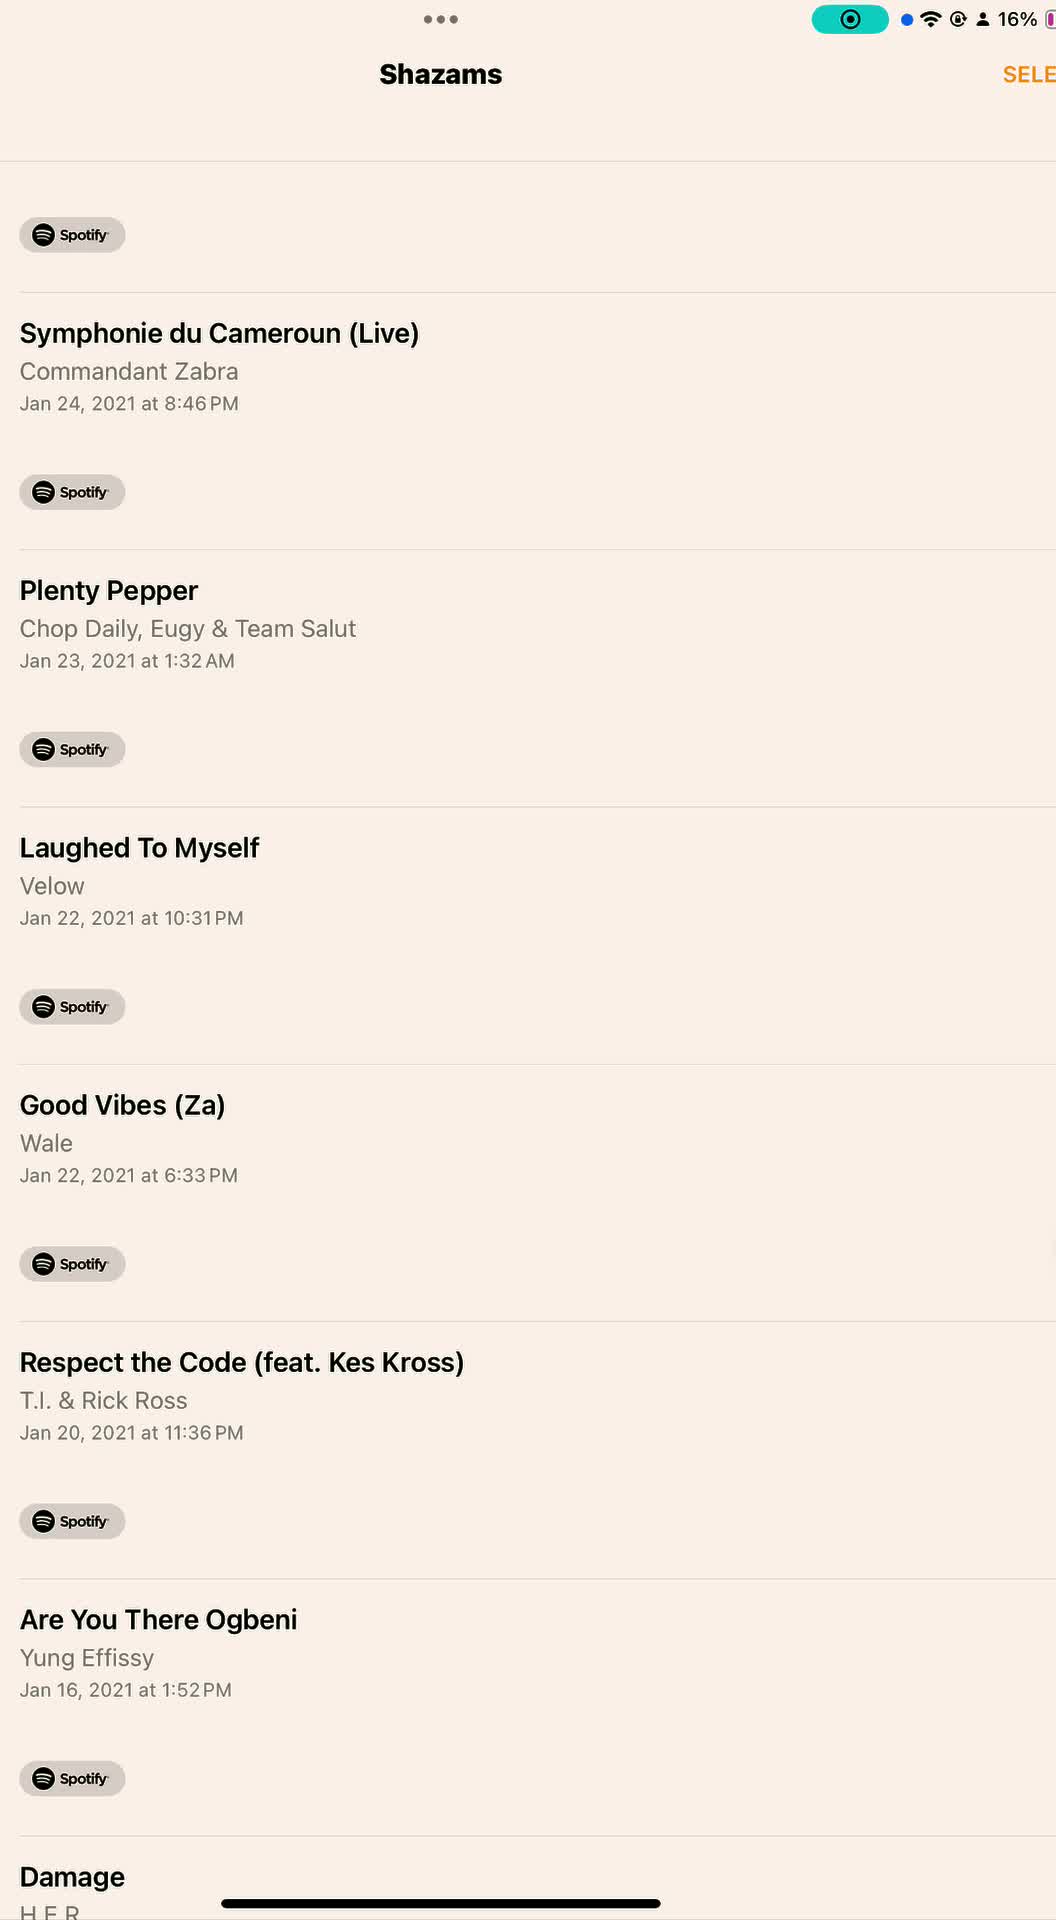 16%
Shazams
SELE
Spotify
Symphonie du Cameroun (Live)
Commandant Zabra
Jan 24, 2021 at 8:46 PM
Spotify
Plenty Pepper
Chop Daily, Eugy & Team Salut
Jan 23, 2021 at 1:32 AM
Spotify
Laughed To Myself
Velow
Jan 22, 2021 at 10:31 PM
Spotify
Good Vibes (Za)
Wale
Jan 22, 2021 at 6:33 PM
Spotify
Respect the Code (feat. Kes Kross)
T.I. & Rick Ross
Jan 20, 2021 at 11:36 PM
Spotify
Are You There Ogbeni
Yung Effissy
Jan 16, 2021 at 1:52 PM
Spotify
Damage
H.E.R.